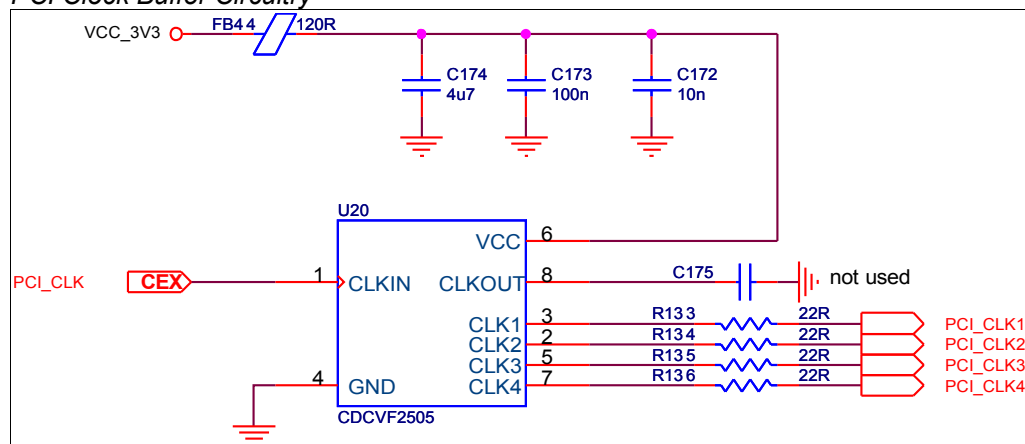 PCI Clock Buffer Circuitry
VCC_3V3 FB44 120R
C174 C173 C172
4u7 100n 10n
U20
VCC 6
PCI_CLK CEX 1 CLKIN CLKOUT 8 C175 not used
CLK1 3 R133 22R PCI_CLK1
CLK2 2 R134 22R PCI_CLK2
CLK3 5 R135 22R PCI_CLK3
4 GND CLK4 7 R136 22R PCI_CLK4
CDCVF2505